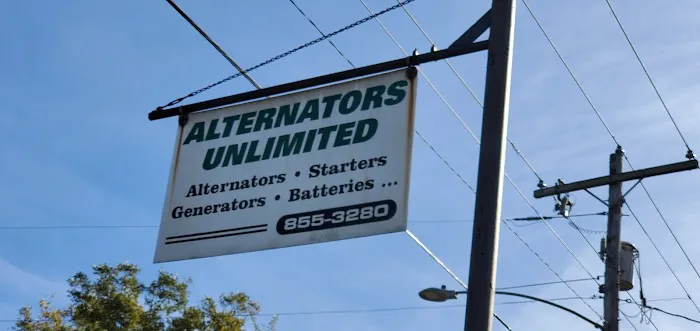 ALTERNATORS
UNLIMITED
Alternators • Starters
Generators • Batteries ...
855-3280